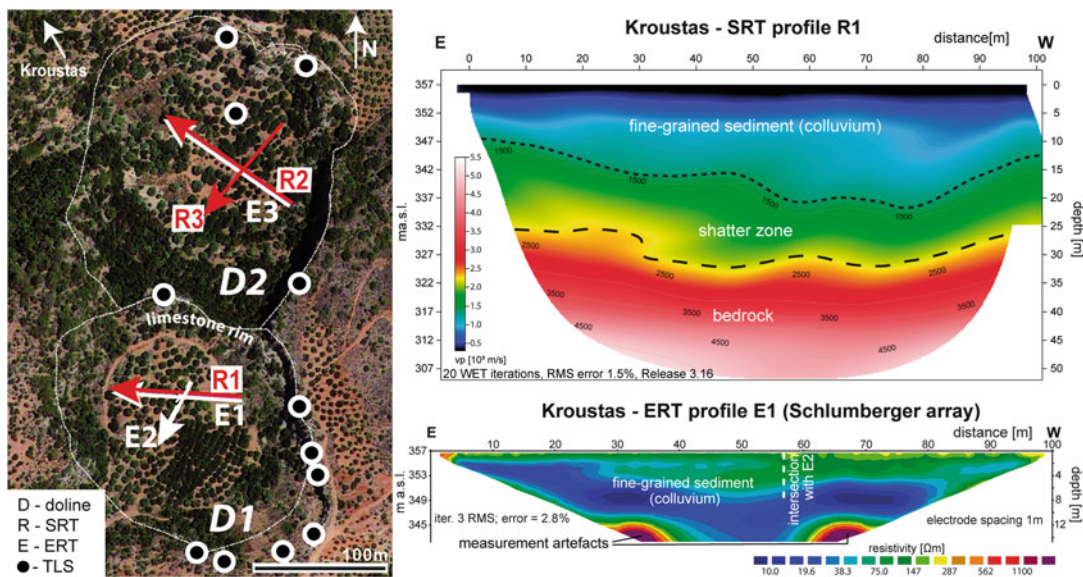 Kroustas
N
R2
E3
R3
D2
limestone rim
R1
E1
E2
D1
D - doline
R - SRT
E - ERT
●- TLS
100m
Kroustas - SRT profile R1
distance[m]
E
W
0 10 20 30 40 50 60 70 80 90 100
357
352
347
342
337
332
327
322
317
312
307
m a.s.l.
0
5
10
15
20
25
30
35
40
45
50
depth [m]
fine-grained sediment (colluvium)
1500 1500 1500 1500 1500
shatter zone
2500 2500 2500 2500 2500
bedrock
3500 3500 3500 3500
4500 4500 4500
5.5
5.0
4.5
4.0
3.5
3.0
2.5
2.0
1.5
1.0
0.5
vp [10³ m/s]
20 WET iterations, RMS error 1.5%, Release 3.16
Kroustas - ERT profile E1 (Schlumberger array)
distance [m]
E
W
10 20 30 40 50 60 70 80 90 100
357
353
349
345
m a.s.l.
0
4
8
12
depth [m]
fine-grained sediment
(colluvium)
intersection
with E2
iter. 3 RMS; error = 2.8%
electrode spacing 1m
measurement artefacts
resistivity [Ωm]
10.0 19.6 38.3 75.0 147 287 562 1100